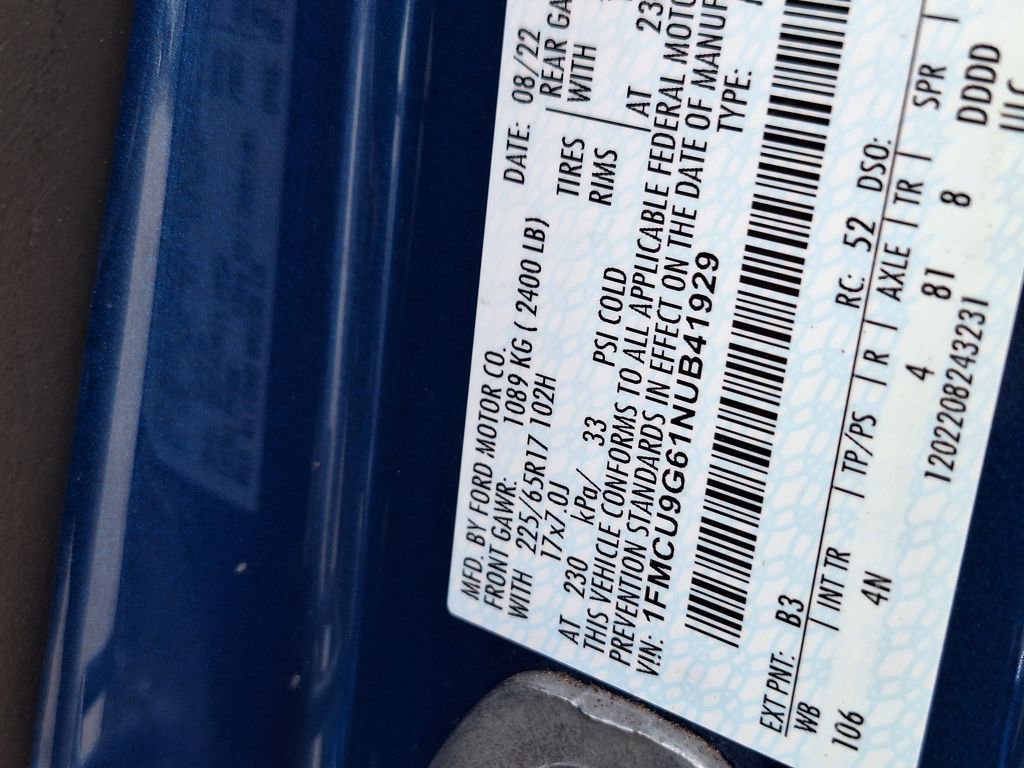 MFD. BY FORD MOTOR CO.
DATE: 08/22
FRONT GAWR: 1089 KG ( 2400 LB)
REAR GA
WITH 225/65R17 102H
TIRES
WITH
17x7.0J
RIMS
AT 230 kPa/ 33 PSI COLD
AT 23
THIS VEHICLE CONFORMS TO ALL APPLICABLE FEDERAL MOTO
PREVENTION STANDARDS IN EFFECT ON THE DATE OF MANUF
VIN: 1FMCU9G61NUB41929
TYPE:
EXT PNT: B3
RC: 52 DSO:
WB | INT TR | TP/PS | R | AXLE | TR | SPR |
106 4N 4 81 8 DDDD
1202208243231